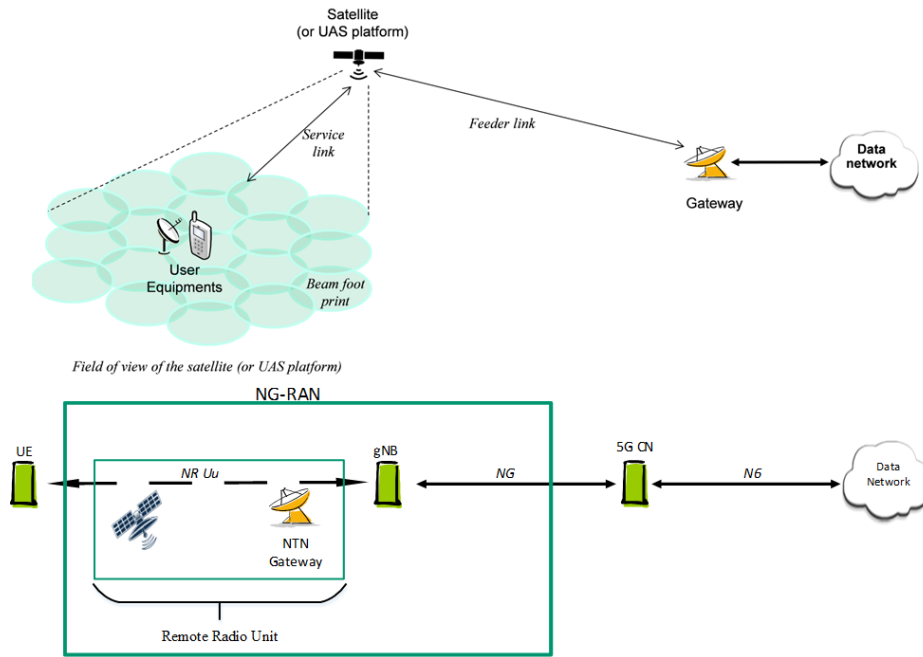 Satellite
(or UAS platform)
Service
link
Feeder link
Gateway
Data
network
User
Equipments
Beam foot
print
Field of view of the satellite (or UAS platform)
NG-RAN
UE
NR Uu
gNB
NG
5G CN
N6
Data
Network
NTN
Gateway
Remote Radio Unit